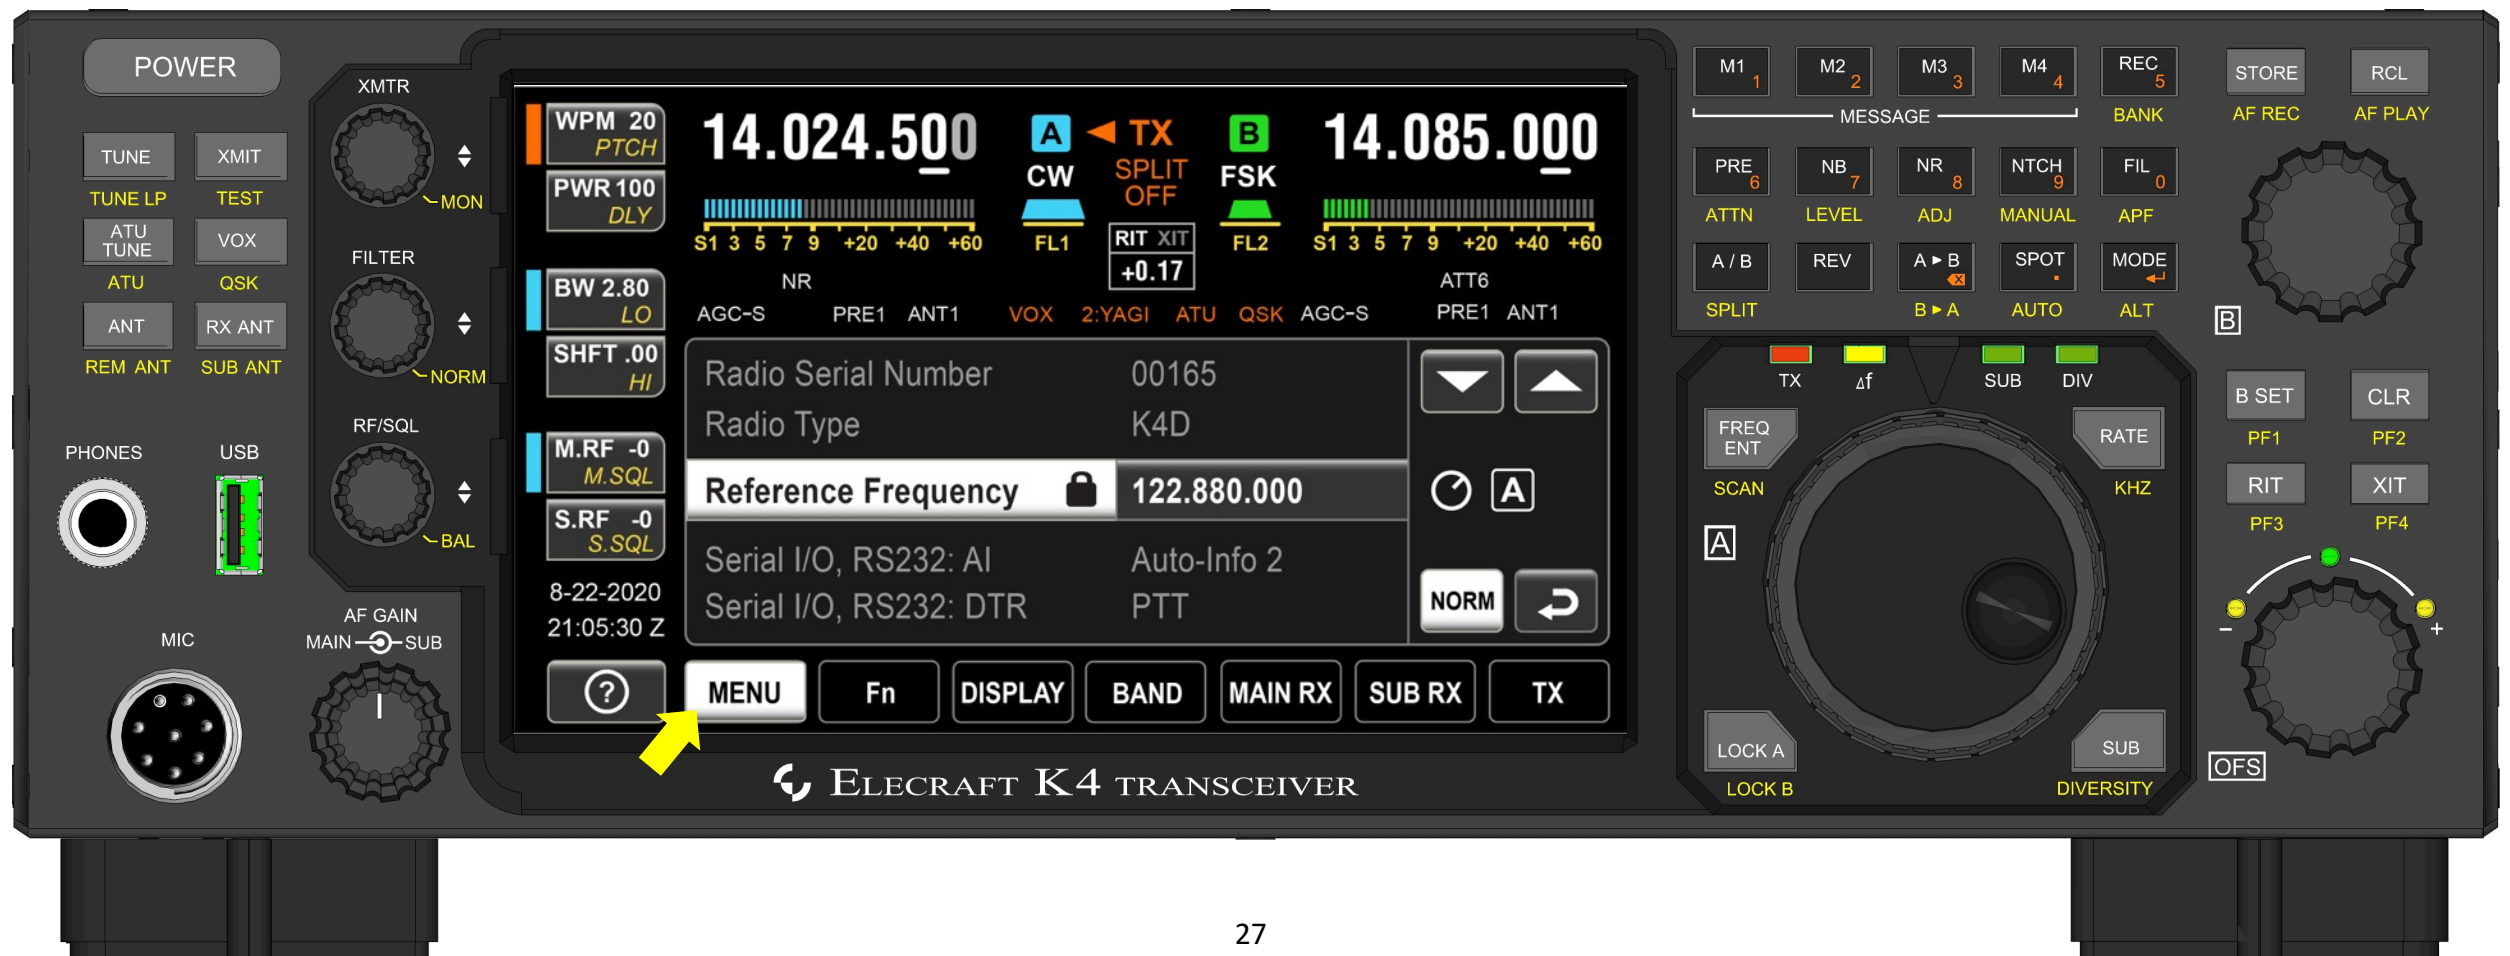 POWER
TUNE
XMIT
TUNE LP
TEST
ATU TUNE
VOX
ATU
QSK
ANT
RX ANT
REM ANT
SUB ANT
PHONES
USB
MIC
XMTR
MON
FILTER
NORM
RF/SQL
BAL
AF GAIN
MAIN
SUB
WPM 20
PTCH
PWR 100
DLY
BW 2.80
LO
SHFT .00
HI
M.RF -0
M.SQL
S.RF -0
S.SQL
8-22-2020
21:05:30 Z
14.024.500
A
TX
B
14.085.000
CW
SPLIT OFF
FSK
S1 3 5 7 9 +20 +40 +60
FL1
RIT XIT
+0.17
FL2
S1 3 5 7 9 +20 +40 +60
NR
ATT6
AGC-S PRE1 ANT1
VOX 2:YAGI ATU QSK
AGC-S PRE1 ANT1
Radio Serial Number 00165
Radio Type K4D
Reference Frequency 122.880.000
A
Serial I/O, RS232: AI Auto-Info 2
Serial I/O, RS232: DTR PTT
NORM
?
MENU
Fn
DISPLAY
BAND
MAIN RX
SUB RX
TX
ELECRAFT K4 TRANSCEIVER
M1 1
M2 2
M3 3
M4 4
REC 5
MESSAGE
BANK
PRE 6
NB 7
NR 8
NTCH 9
FIL 0
ATTN
LEVEL
ADJ
MANUAL
APF
A / B
REV
A ▸ B
SPOT .
MODE
SPLIT
B ▸ A
AUTO
ALT
STORE
RCL
AF REC
AF PLAY
B
TX
Δf
SUB
DIV
FREQ ENT
RATE
SCAN
KHZ
A
LOCK A
SUB
LOCK B
DIVERSITY
B SET
CLR
PF1
PF2
RIT
XIT
PF3
PF4
-
+
OFS
27